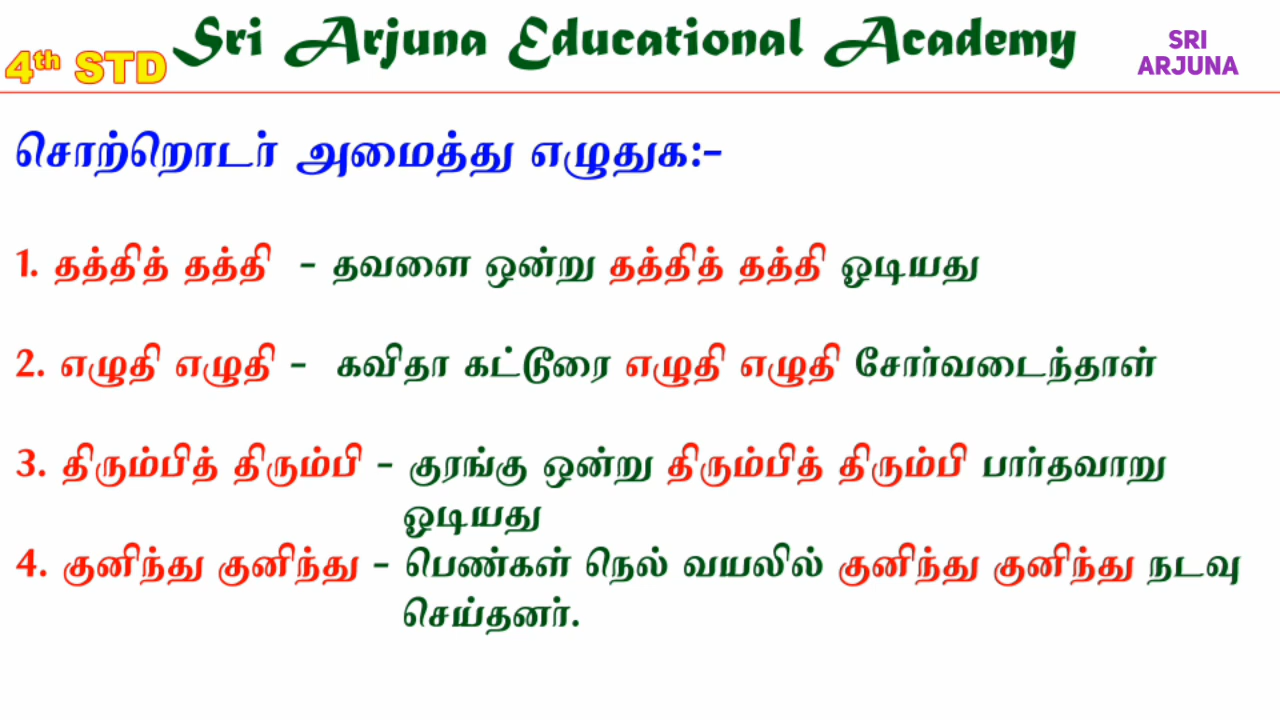 Sri Arjuna Educational Academy
4th STD
SRI
ARJUNA
சொற்றொடர் அமைத்து எழுதுக:-
1. தத்தித் தத்தி - தவளை ஒன்று தத்தித் தத்தி ஓடியது
2. எழுதி எழுதி - கவிதா கட்டூரை எழுதி எழுதி சோர்வடைந்தாள்
3. திரும்பித் திரும்பி - குரங்கு ஒன்று திரும்பித் திரும்பி பார்தவாறு
ஓடியது
4. குனிந்து குனிந்து - பெண்கள் நெல் வயலில் குனிந்து குனிந்து நடவு
செய்தனர்.